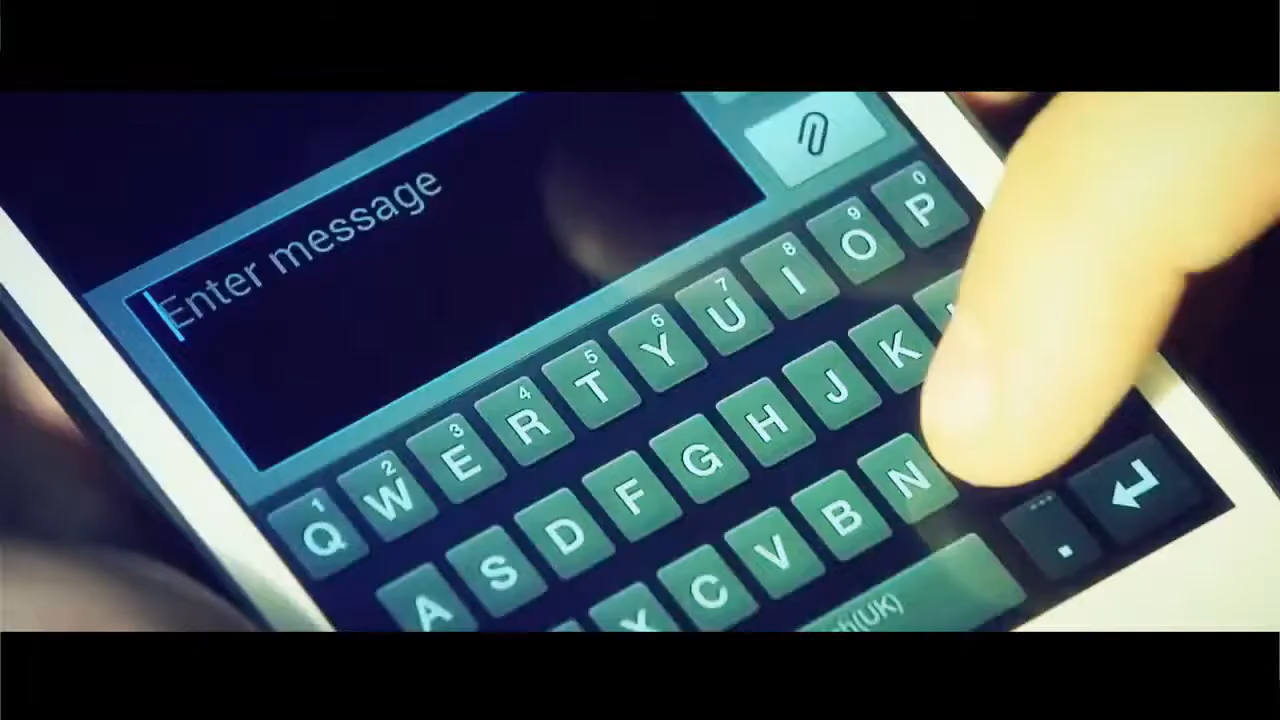 Enter message
1 2 3 4 5 6 7 8 9 0
Q W E R T Y U I O P
A S D F G H J K
X C V B N
(UK) .